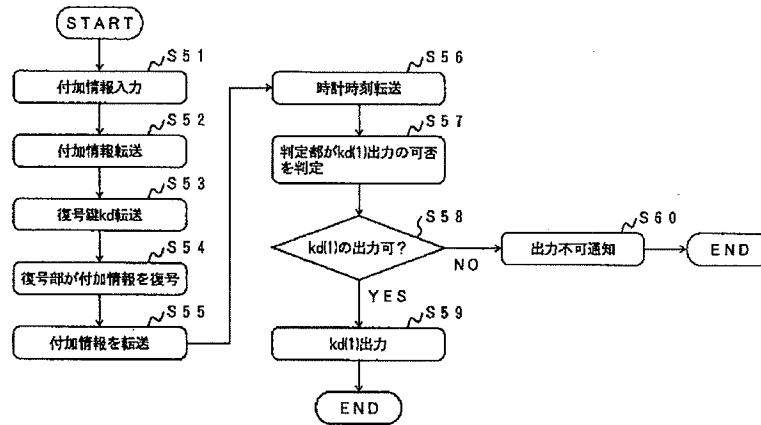 START
S51
付加情報入力
S52
付加情報転送
S53
復号鍵kd転送
S54
復号部が付加情報を復号
S55
付加情報を転送
S56
時計時刻転送
S57
判定部がkd(1)出力の可否
を判定
S58
kd(1)の出力可?
NO
S60
出力不可通知
END
YES
S59
kd(1)出力
END